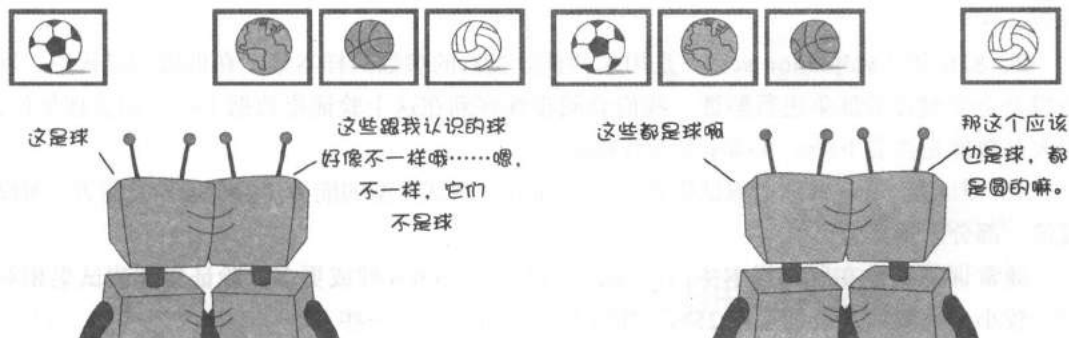 这是球
这些跟我认识的球
好像不一样哦……嗯,
不一样，它们
不是球
这些都是球啊
那这个应该
也是球，都
是圆的嘛。